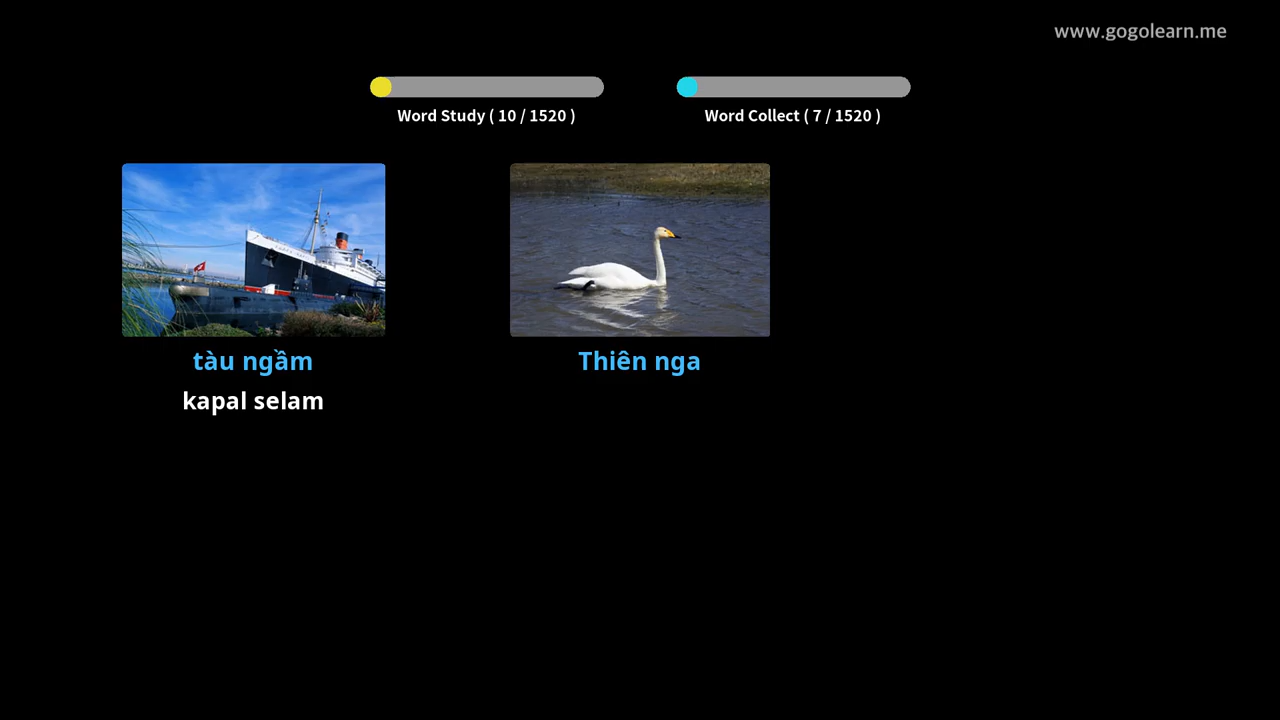 www.gogolearn.me
Word Study ( 10 / 1520 )
Word Collect ( 7 / 1520 )
tàu ngầm
Thiên nga
kapal selam